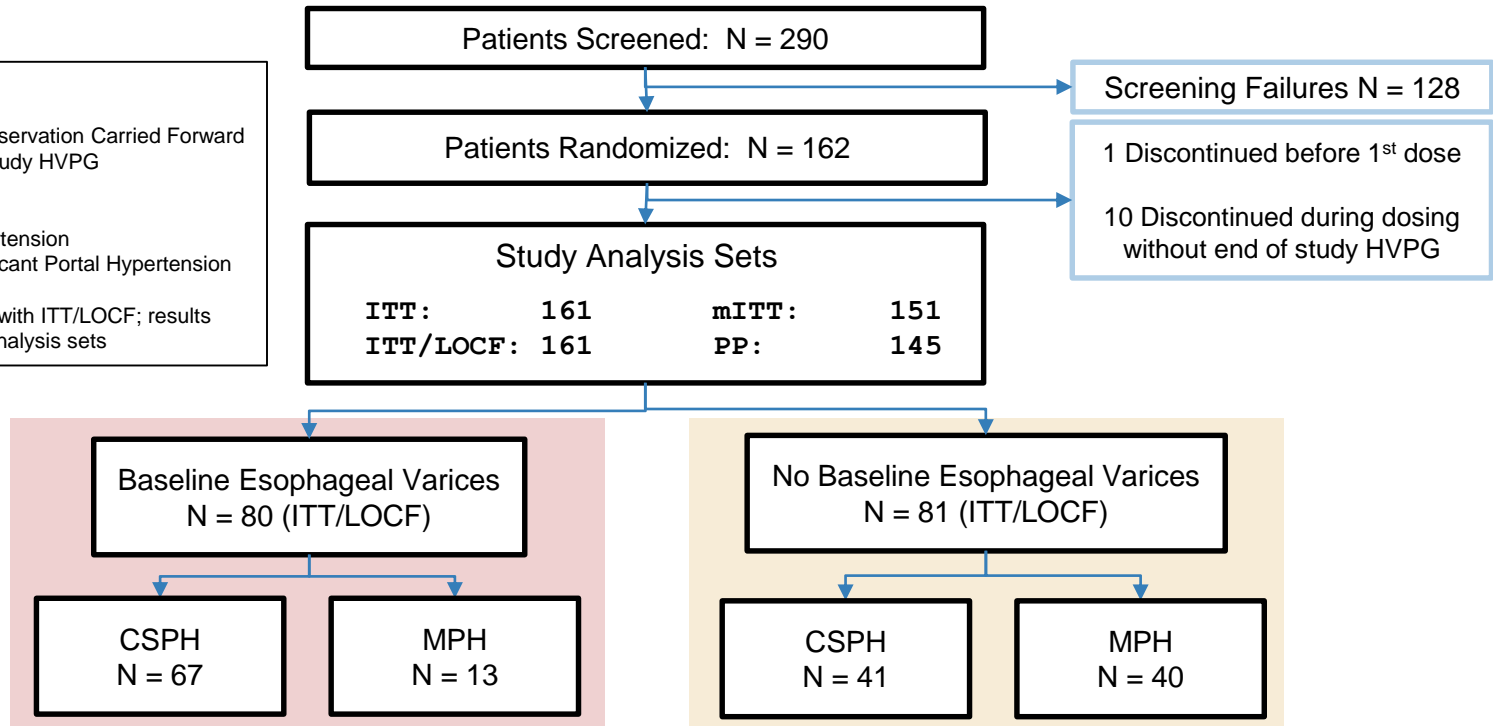 Patients Screened: N = 290
Screening Failures N = 128
servation Carried Forward
udy HVPG
tension
cant Portal Hypertension
with ITT/LOCF; results
nalysis sets
Patients Randomized: N = 162
1 Discontinued before 1st dose
10 Discontinued during dosing
without end of study HVPG
Study Analysis Sets
ITT: 161 mITT: 151
ITT/LOCF: 161 PP: 145
Baseline Esophageal Varices
N = 80 (ITT/LOCF)
No Baseline Esophageal Varices
N = 81 (ITT/LOCF)
CSPH
N = 67
MPH
N = 13
CSPH
N = 41
MPH
N = 40